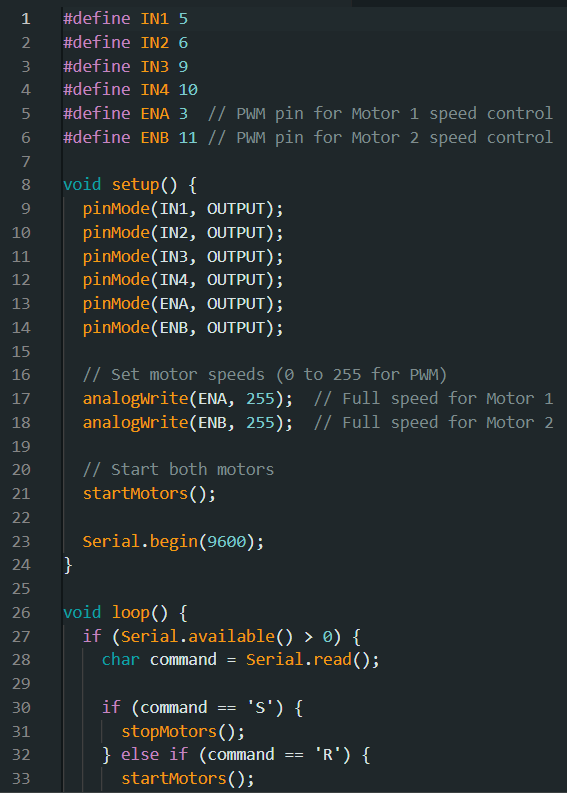 1 #define IN1 5
2 #define IN2 6
3 #define IN3 9
4 #define IN4 10
5 #define ENA 3  // PWM pin for Motor 1 speed control
6 #define ENB 11 // PWM pin for Motor 2 speed control
7
8 void setup() {
9   pinMode(IN1, OUTPUT);
10   pinMode(IN2, OUTPUT);
11   pinMode(IN3, OUTPUT);
12   pinMode(IN4, OUTPUT);
13   pinMode(ENA, OUTPUT);
14   pinMode(ENB, OUTPUT);
15
16   // Set motor speeds (0 to 255 for PWM)
17   analogWrite(ENA, 255);  // Full speed for Motor 1
18   analogWrite(ENB, 255);  // Full speed for Motor 2
19
20   // Start both motors
21   startMotors();
22
23   Serial.begin(9600);
24 }
25
26 void loop() {
27   if (Serial.available() > 0) {
28     char command = Serial.read();
29
30     if (command == 'S') {
31       stopMotors();
32     } else if (command == 'R') {
33       startMotors();